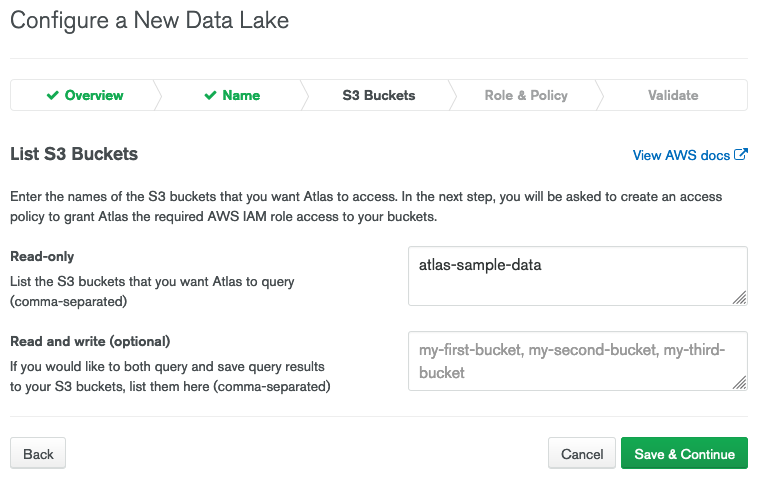 Configure a New Data Lake
Overview
Name
S3 Buckets
Role & Policy
Validate
List S3 Buckets
View AWS docs
Enter the names of the S3 buckets that you want Atlas to access. In the next step, you will be asked to create an access
policy to grant Atlas the required AWS IAM role access to your buckets.
Read-only
List the S3 buckets that you want Atlas to query
(comma-separated)
atlas-sample-data
Read and write (optional)
If you would like to both query and save query results
to your S3 buckets, list them here (comma-separated)
my-first-bucket, my-second-bucket, my-third-
bucket
Back
Cancel
Save & Continue